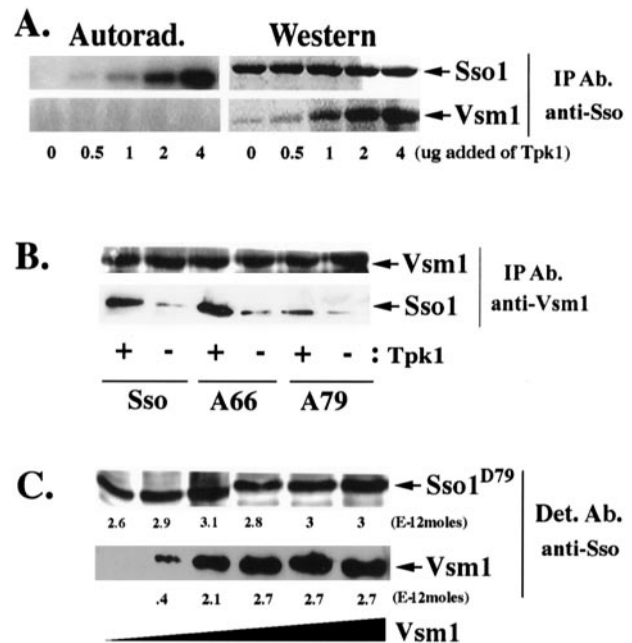 A.
Autorad. Western
Sso1
Vsm1
IP Ab.
anti-Sso
0 0.5 1 2 4 0 0.5 1 2 4 (ug added of Tpk1)
B.
Vsm1
Sso1
IP Ab.
anti-Vsm1
+ - + - + - : Tpk1
Sso A66 A79
C.
Sso1D79
2.6 2.9 3.1 2.8 3 3 (E-12moles)
Det. Ab.
anti-Sso
Vsm1
.4 2.1 2.7 2.7 2.7 (E-12moles)
Vsm1